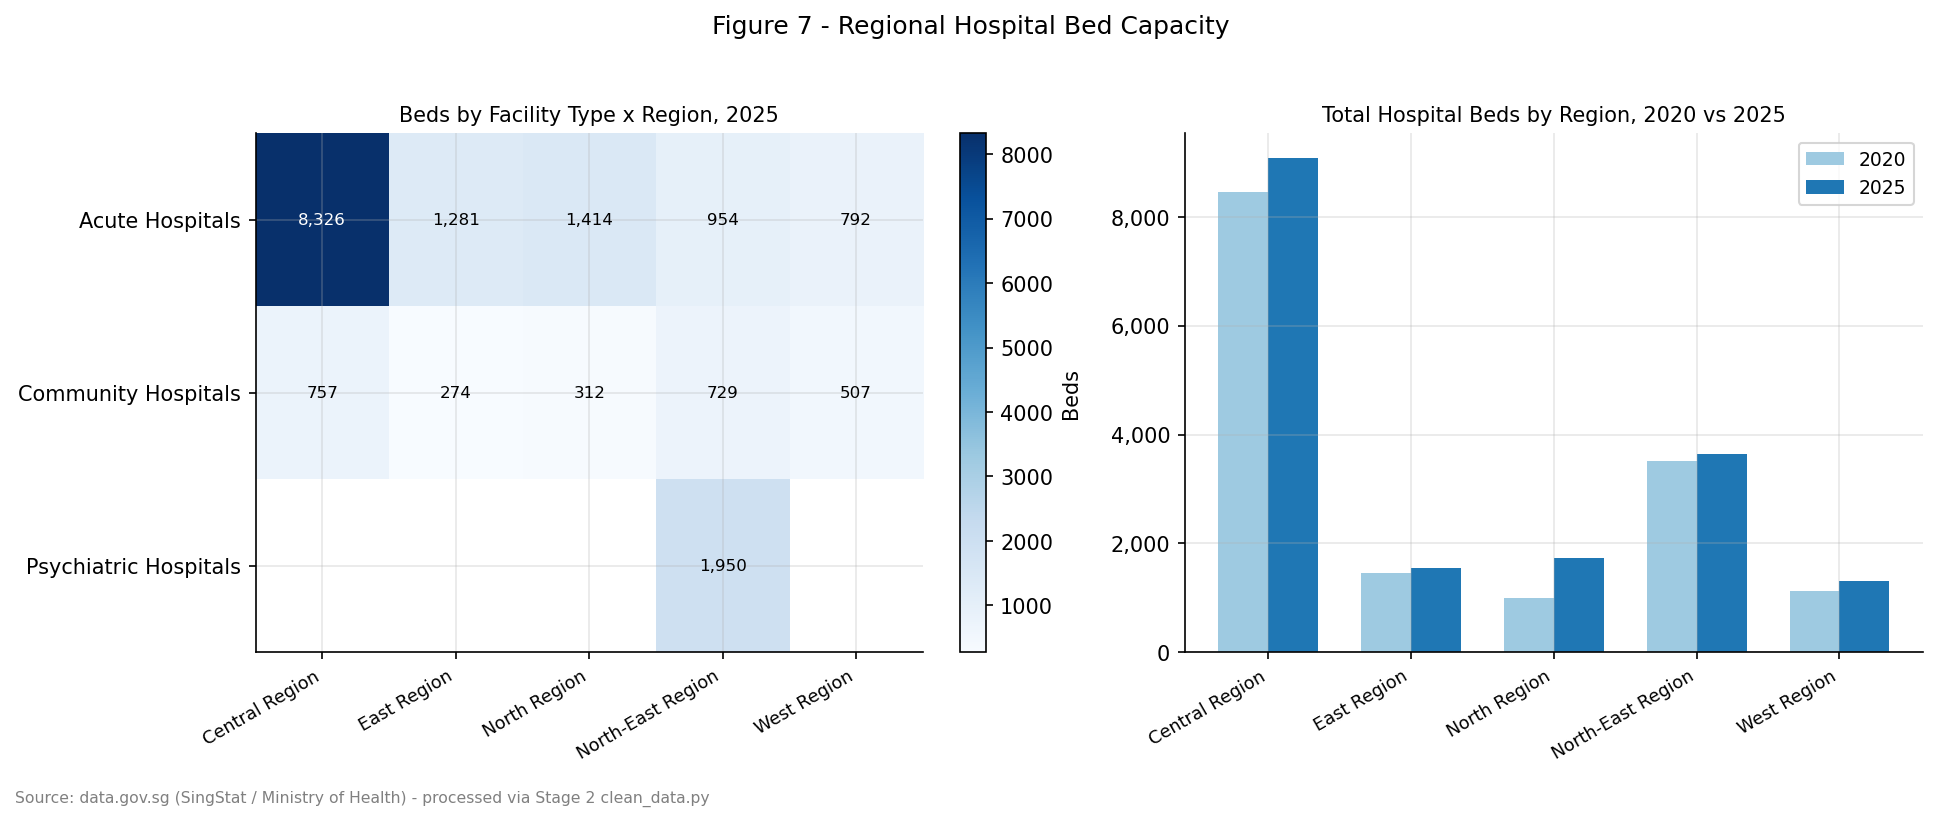 Figure 7 - Regional Hospital Bed Capacity
Beds by Facility Type x Region, 2025
Acute Hospitals
8,326 1,281 1,414 954 792
Community Hospitals
757 274 312 729 507
Psychiatric Hospitals
1,950
Central Region
East Region
North Region
North-East Region
West Region
8000
7000
6000
5000
4000
3000
2000
1000
Beds
Total Hospital Beds by Region, 2020 vs 2025
2020
2025
8,000
6,000
4,000
2,000
0
Central Region
East Region
North Region
North-East Region
West Region
Source: data.gov.sg (SingStat / Ministry of Health) - processed via Stage 2 clean_data.py